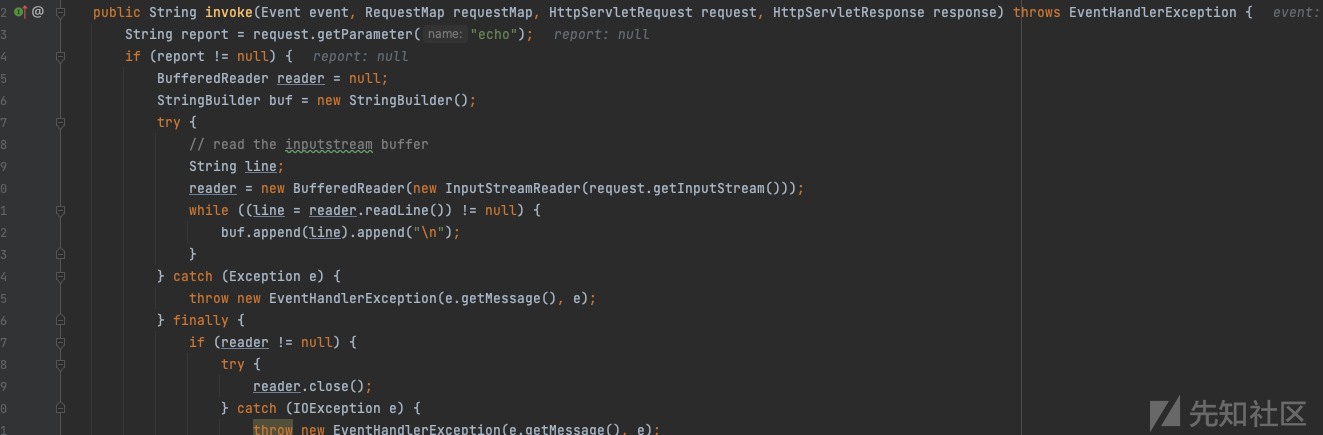 2 @ public String invoke(Event event, RequestMap requestMap, HttpServletRequest request, HttpServletResponse response) throws EventHandlerException { event:
3 String report = request.getParameter( name: "echo"); report: null
4 if (report != null) { report: null
5 BufferedReader reader = null;
6 StringBuilder buf = new StringBuilder();
7 try {
8 // read the inputstream buffer
9 String line;
0 reader = new BufferedReader(new InputStreamReader(request.getInputStream()));
1 while ((line = reader.readLine()) != null) {
2 buf.append(line).append("\n");
3 }
4 } catch (Exception e) {
5 throw new EventHandlerException(e.getMessage(), e);
6 } finally {
7 if (reader != null) {
8 try {
9 reader.close();
0 } catch (IOException e) {
1 throw new EventHandlerException(e.getMessage(), e);
先知社区